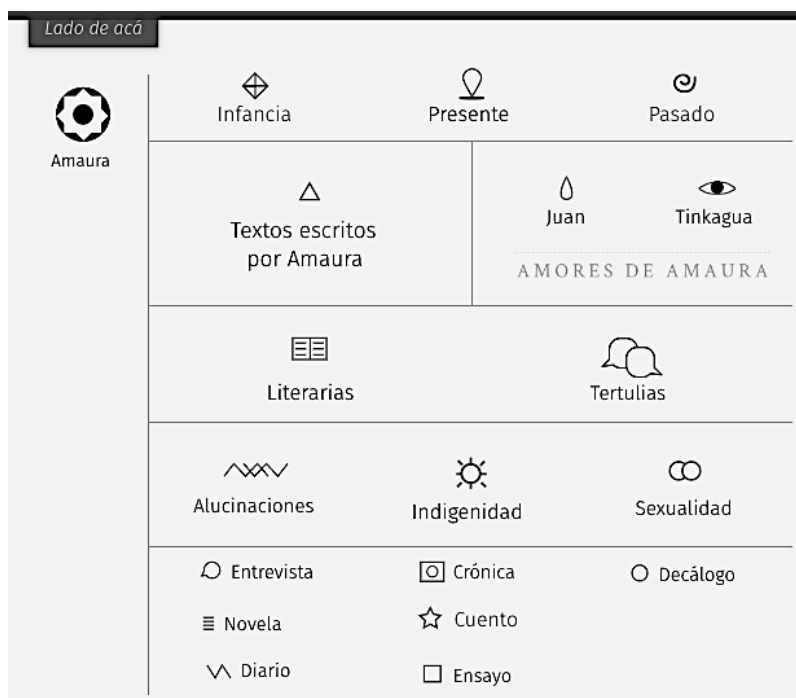 Lado de acá
Infancia
Presente
Pasado
Amaura
Textos escritos
por Amaura
Juan
Tinkagua
AMORES DE AMAURA
Literarias
Tertulias
Alucinaciones
Indigenidad
Sexualidad
Entrevista
Crónica
Decálogo
Novela
Cuento
Diario
Ensayo